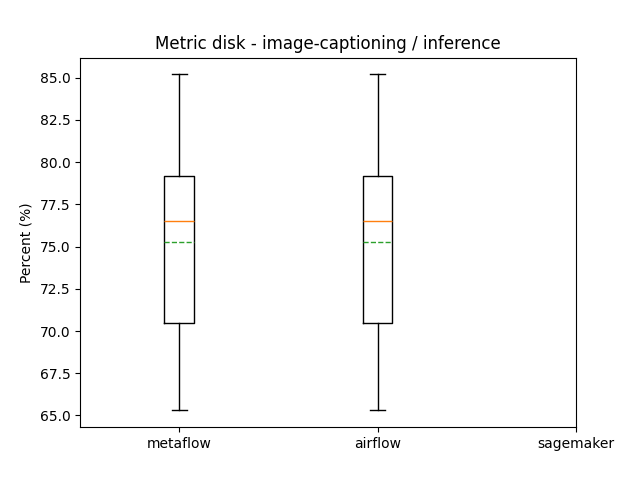 Metric disk - image-captioning / inference
Percent (%)
85.0
82.5
80.0
77.5
75.0
72.5
70.0
67.5
65.0
metaflow
airflow
sagemaker